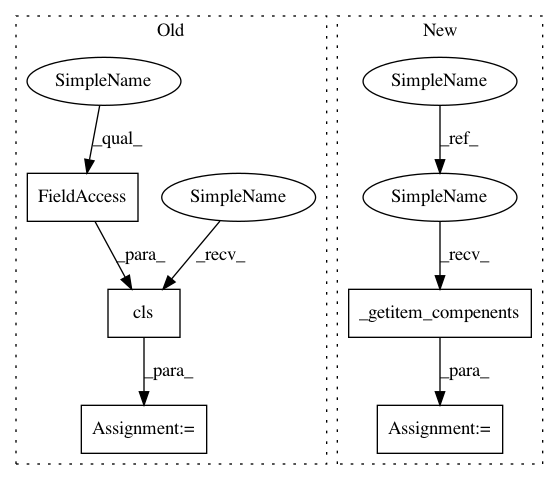 Old
New
SimpleName
SimpleName
_qual_
_ref_
FieldAccess
SimpleName
SimpleName
_para_
_recv_
_recv_
cls
_getitem_compenents
_para_
_para_
Assignment:=
Assignment:=